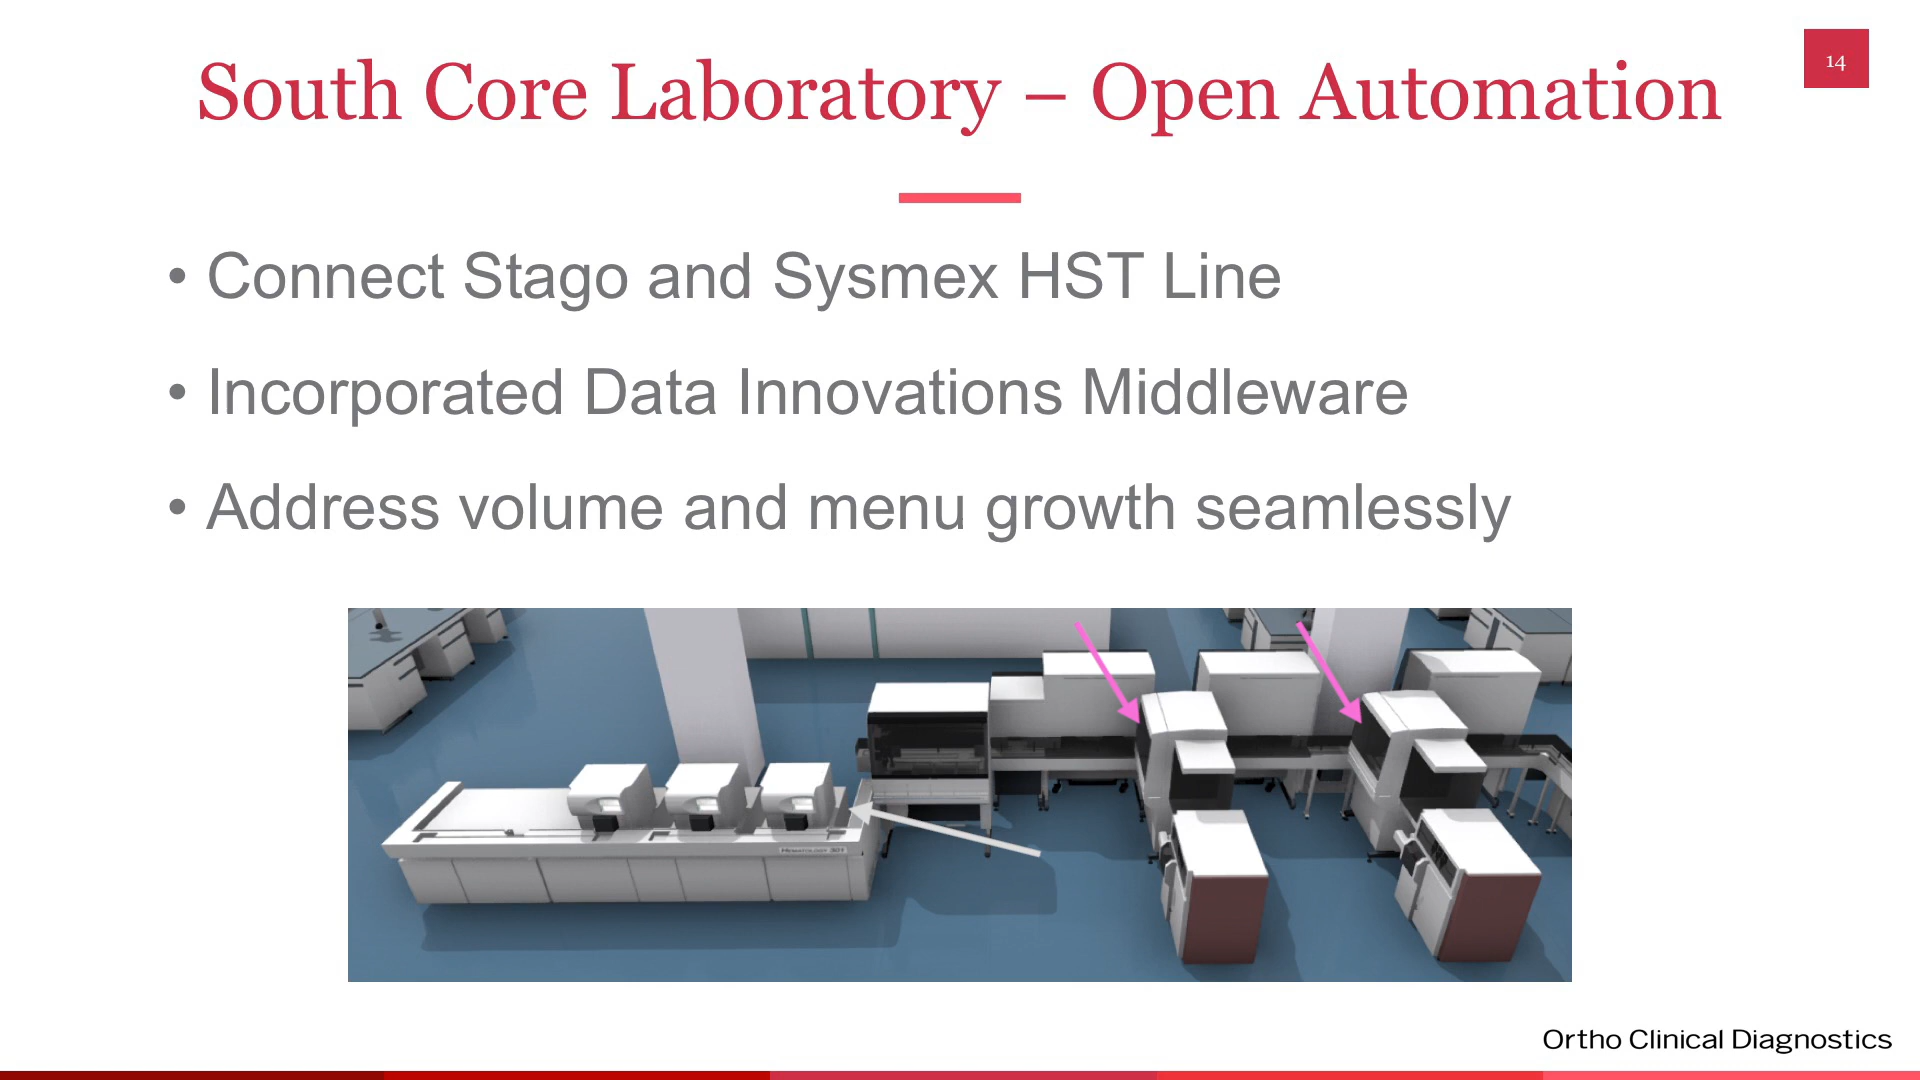 South Core Laboratory – Open Automation
14
• Connect Stago and Sysmex HST Line
• Incorporated Data Innovations Middleware
• Address volume and menu growth seamlessly
Ortho Clinical Diagnostics